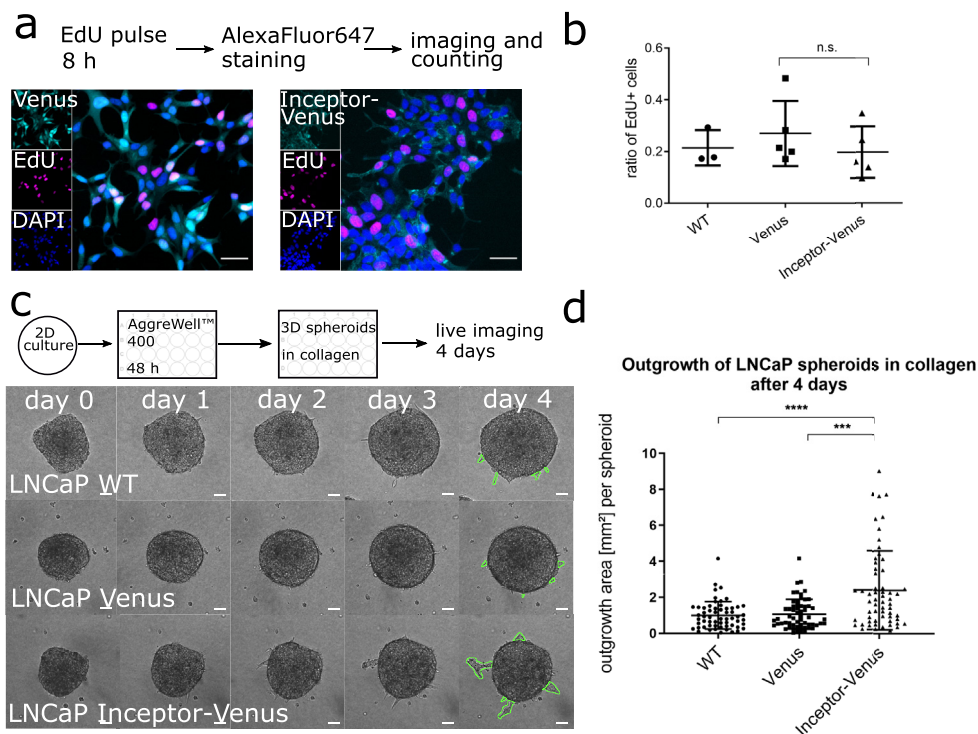 a
EdU pulse
8 h
AlexaFluor647
staining
imaging and
counting
Venus
EdU
DAPI
Inceptor-
Venus
EdU
DAPI
b
n.s.
ratio of EdU+ cells
0.6
0.4
0.2
0.0
WT
Venus
Inceptor-Venus
c
2D
culture
AggreWell™
400
48 h
3D spheroids
in collagen
live imaging
4 days
day 0
day 1
day 2
day 3
day 4
LNCaP WT
LNCaP Venus
LNCaP Inceptor-Venus
d
Outgrowth of LNCaP spheroids in collagen
after 4 days
****
***
outgrowth area [mm²] per spheroid
10
8
6
4
2
0
WT
Venus
Inceptor-Venus